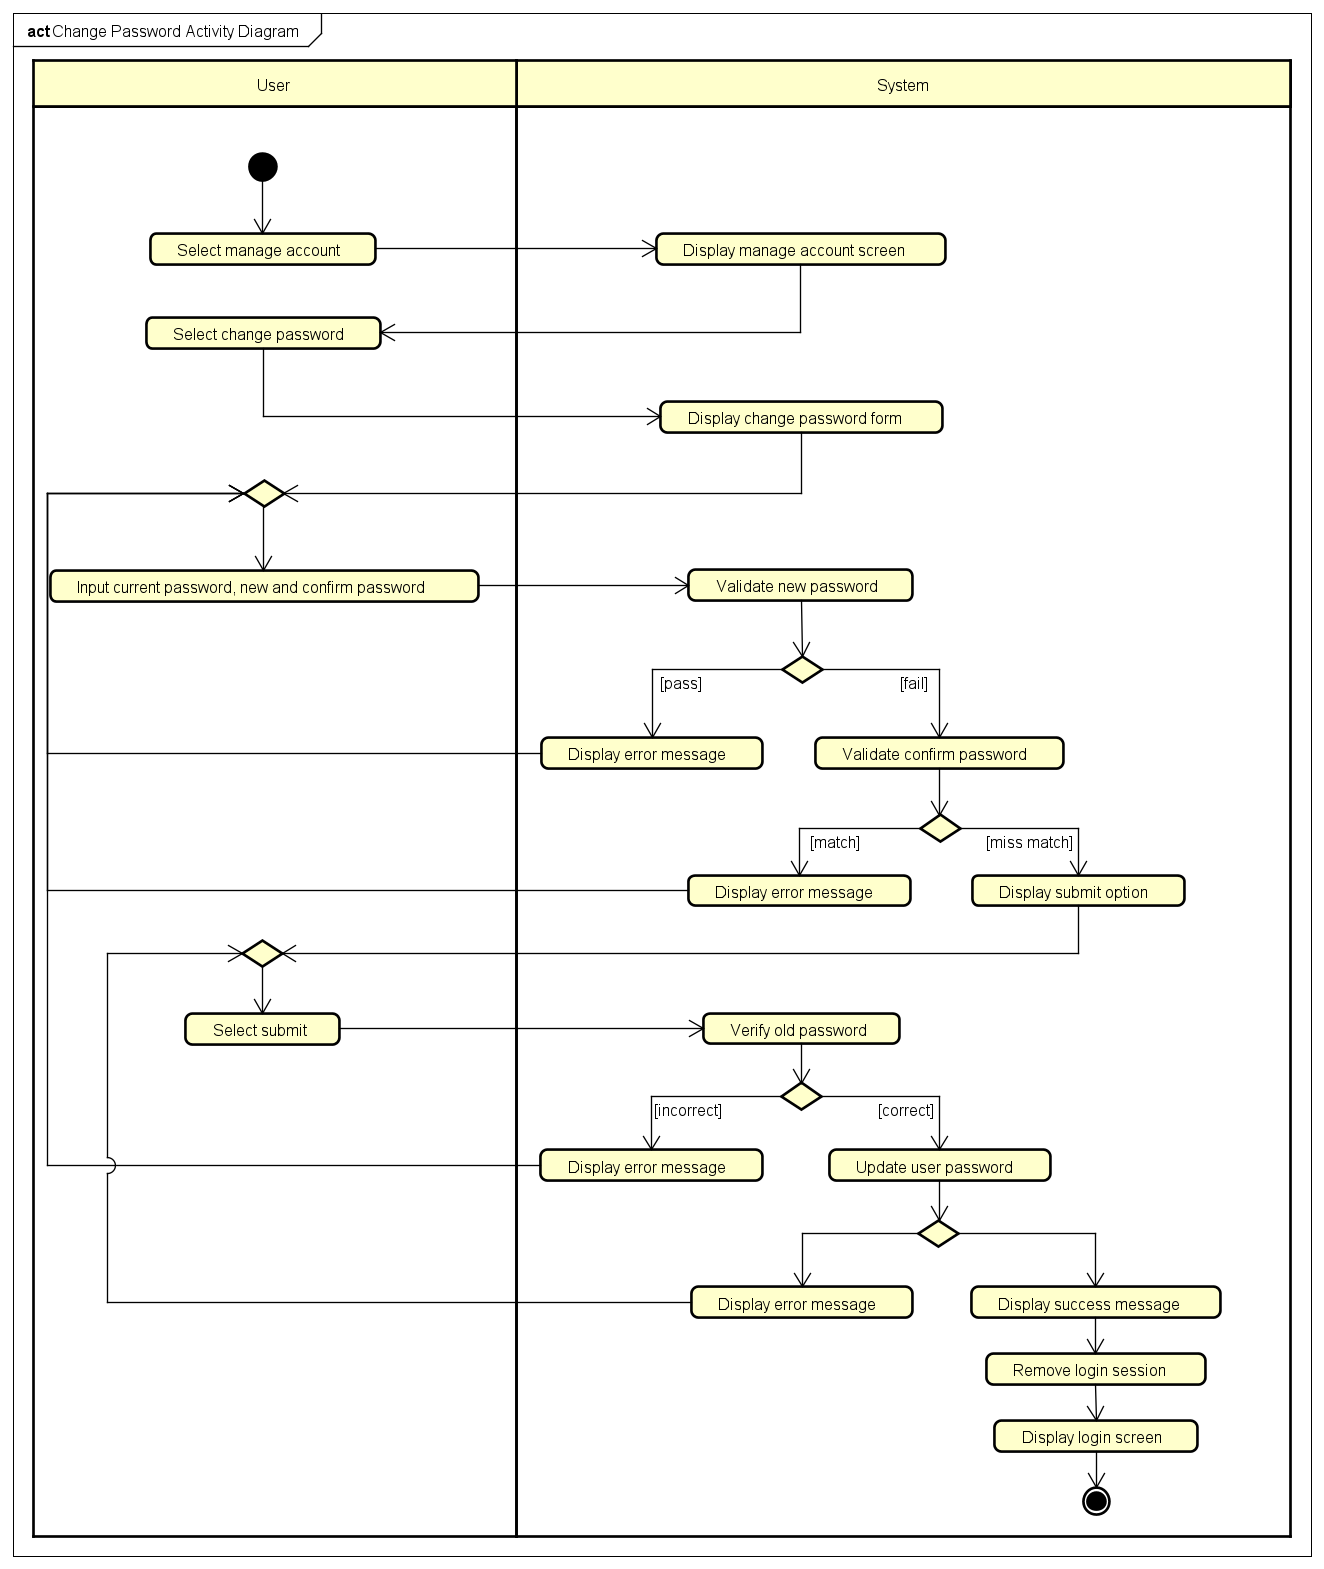 act Change Password Activity Diagram
User
System
Select manage account
Display manage account screen
Select change password
Display change password form
Input current password, new and confirm password
Validate new password
[pass]
[fail]
Display error message
Validate confirm password
[match]
[miss match]
Display error message
Display submit option
Select submit
Verify old password
[incorrect]
[correct]
Display error message
Update user password
Display error message
Display success message
Remove login session
Display login screen